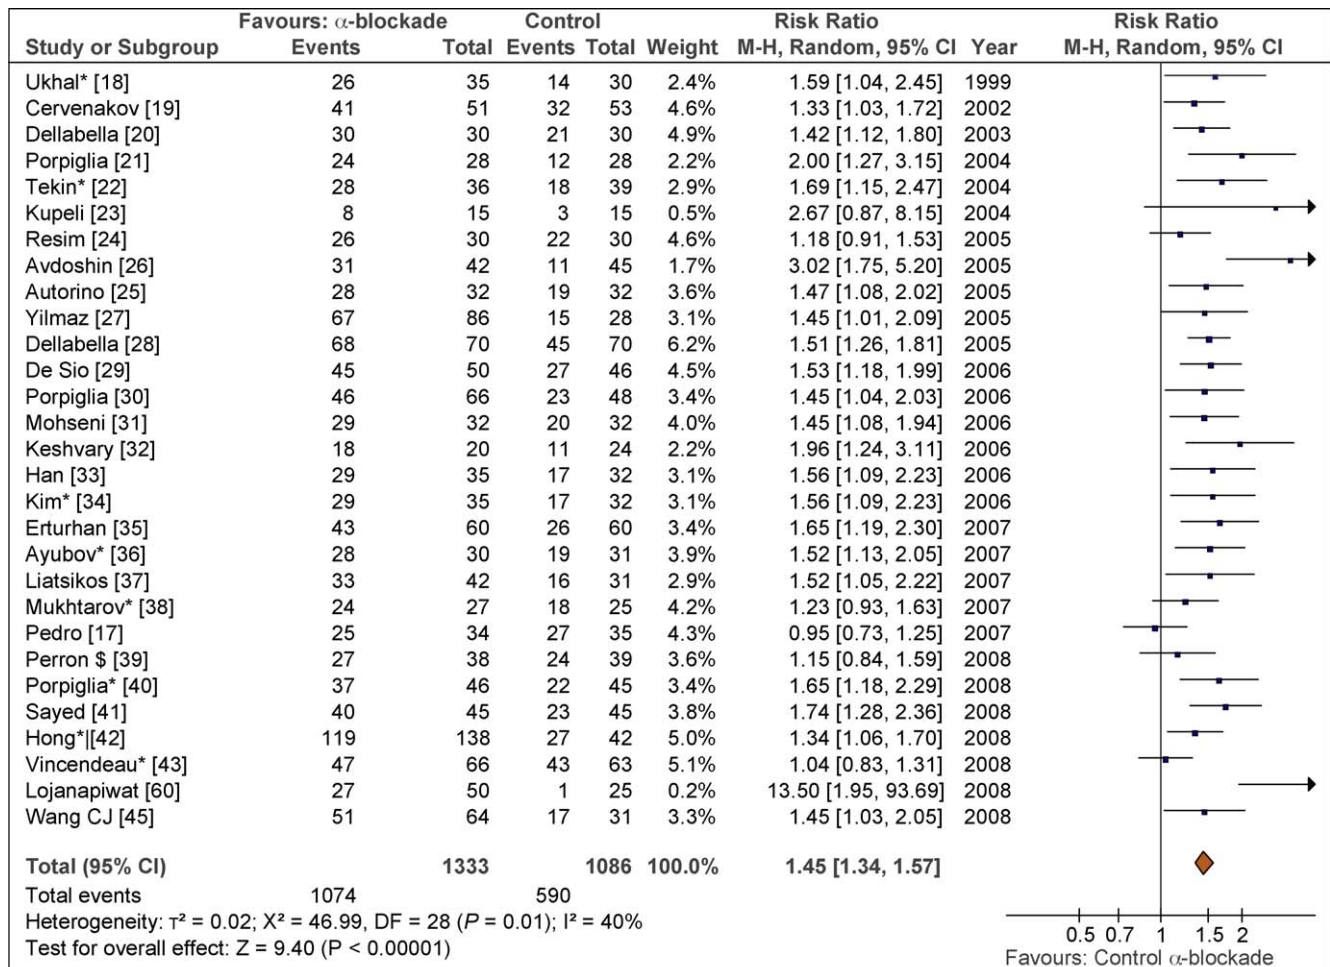 Favours: α-blockade Control Risk Ratio Risk Ratio
Study or Subgroup Events Total Events Total Weight M-H, Random, 95% CI Year M-H, Random, 95% CI
Ukhal* [18] 26 35 14 30 2.4% 1.59 [1.04, 2.45] 1999
Cervenakov [19] 41 51 32 53 4.6% 1.33 [1.03, 1.72] 2002
Dellabella [20] 30 30 21 30 4.9% 1.42 [1.12, 1.80] 2003
Porpiglia [21] 24 28 12 28 2.2% 2.00 [1.27, 3.15] 2004
Tekin* [22] 28 36 18 39 2.9% 1.69 [1.15, 2.47] 2004
Kupeli [23] 8 15 3 15 0.5% 2.67 [0.87, 8.15] 2004
Resim [24] 26 30 22 30 4.6% 1.18 [0.91, 1.53] 2005
Avdoshin [26] 31 42 11 45 1.7% 3.02 [1.75, 5.20] 2005
Autorino [25] 28 32 19 32 3.6% 1.47 [1.08, 2.02] 2005
Yilmaz [27] 67 86 15 28 3.1% 1.45 [1.01, 2.09] 2005
Dellabella [28] 68 70 45 70 6.2% 1.51 [1.26, 1.81] 2005
De Sio [29] 45 50 27 46 4.5% 1.53 [1.18, 1.99] 2006
Porpiglia [30] 46 66 23 48 3.4% 1.45 [1.04, 2.03] 2006
Mohseni [31] 29 32 20 32 4.0% 1.45 [1.08, 1.94] 2006
Keshvary [32] 18 20 11 24 2.2% 1.96 [1.24, 3.11] 2006
Han [33] 29 35 17 32 3.1% 1.56 [1.09, 2.23] 2006
Kim* [34] 29 35 17 32 3.1% 1.56 [1.09, 2.23] 2006
Erturhan [35] 43 60 26 60 3.4% 1.65 [1.19, 2.30] 2007
Ayubov* [36] 28 30 19 31 3.9% 1.52 [1.13, 2.05] 2007
Liatsikos [37] 33 42 16 31 2.9% 1.52 [1.05, 2.22] 2007
Mukhtarov* [38] 24 27 18 25 4.2% 1.23 [0.93, 1.63] 2007
Pedro [17] 25 34 27 35 4.3% 0.95 [0.73, 1.25] 2007
Perron $ [39] 27 38 24 39 3.6% 1.15 [0.84, 1.59] 2008
Porpiglia* [40] 37 46 22 45 3.4% 1.65 [1.18, 2.29] 2008
Sayed [41] 40 45 23 45 3.8% 1.74 [1.28, 2.36] 2008
Hong*|[42] 119 138 27 42 5.0% 1.34 [1.06, 1.70] 2008
Vincendeau* [43] 47 66 43 63 5.1% 1.04 [0.83, 1.31] 2008
Lojanapiwat [60] 27 50 1 25 0.2% 13.50 [1.95, 93.69] 2008
Wang CJ [45] 51 64 17 31 3.3% 1.45 [1.03, 2.05] 2008
Total (95% CI) 1333 1086 100.0% 1.45 [1.34, 1.57]
Total events 1074 590
Heterogeneity: τ² = 0.02; X² = 46.99, DF = 28 (P = 0.01); I² = 40%
Test for overall effect: Z = 9.40 (P < 0.00001)
0.5 0.7 1 1.5 2
Favours: Control α-blockade